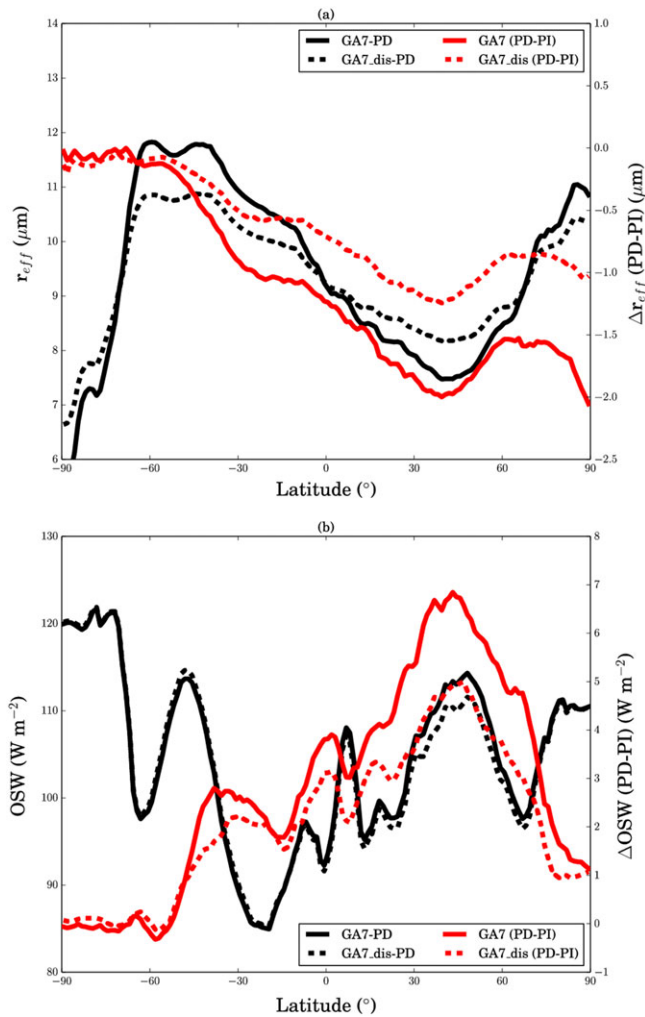 (a)
GA7-PD GA7 (PD-PI)
GA7_dis-PD GA7_dis (PD-PI)
14
13
12
11
10
9
8
7
6
1.0
0.5
0.0
−0.5
−1.0
−1.5
−2.0
−2.5
r_eff (μm)
Δr_eff (PD-PI) (μm)
−90 −60 −30 0 30 60 90
Latitude (°)
(b)
130
120
110
100
90
80
8
7
6
5
4
3
2
1
0
−1
OSW (W m⁻²)
ΔOSW (PD-PI) (W m⁻²)
GA7-PD GA7 (PD-PI)
GA7_dis-PD GA7_dis (PD-PI)
−90 −60 −30 0 30 60 90
Latitude (°)